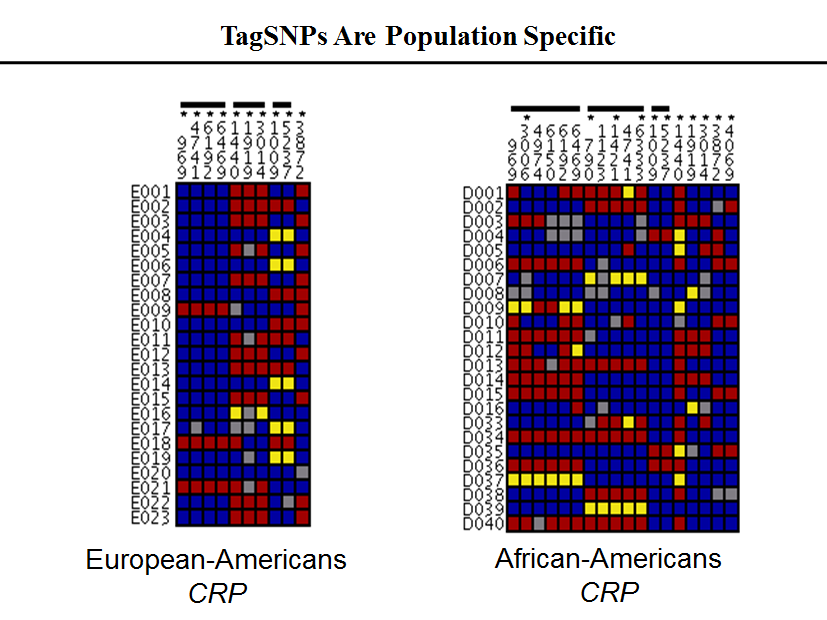 TagSNPs Are Population Specific
969
3872
E001
E002
E003
E004
E005
E006
E007
E008
E009
E010
E011
E012
E013
E014
E015
E016
E017
E018
E019
E020
E021
E022
E023
European-Americans
CRP
969
D001
D002
D003
D004
D005
D006
D007
D008
D009
D010
D011
D012
D013
D014
D015
D016
D033
D034
D035
D036
D037
D038
D039
D040
African-Americans
CRP